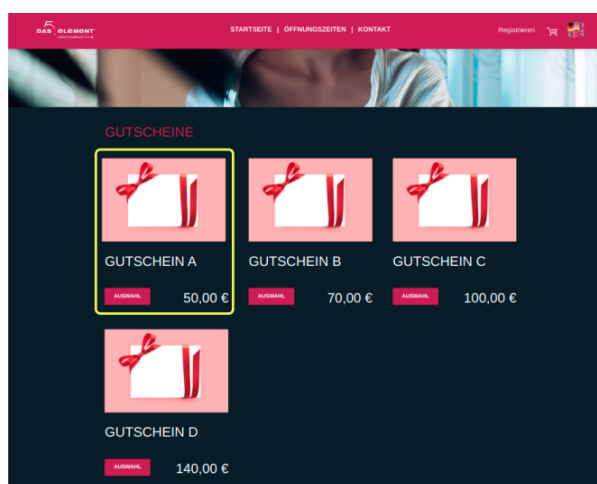 DAS 5 ELEMENT
STARTSEITE | ÖFFNUNGSZEITEN | KONTAKT
Registrieren
GUTSCHEINE
GUTSCHEIN A
AUSWAHL
50,00 €
GUTSCHEIN B
AUSWAHL
70,00 €
GUTSCHEIN C
AUSWAHL
100,00 €
GUTSCHEIN D
AUSWAHL
140,00 €